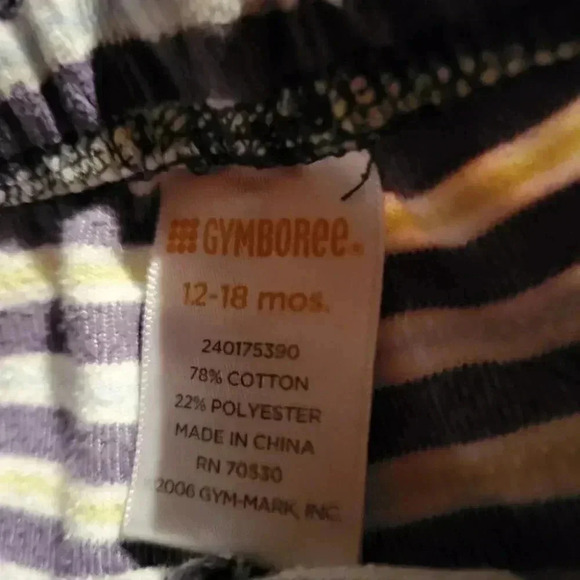 GYMBORee®
12-18 mos.
240175390
78% COTTON
22% POLYESTER
MADE IN CHINA
RN 70530
©2006 GYM-MARK, INC.